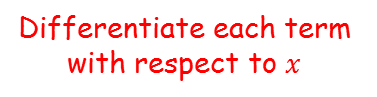 Differentiate each term
with respect to x